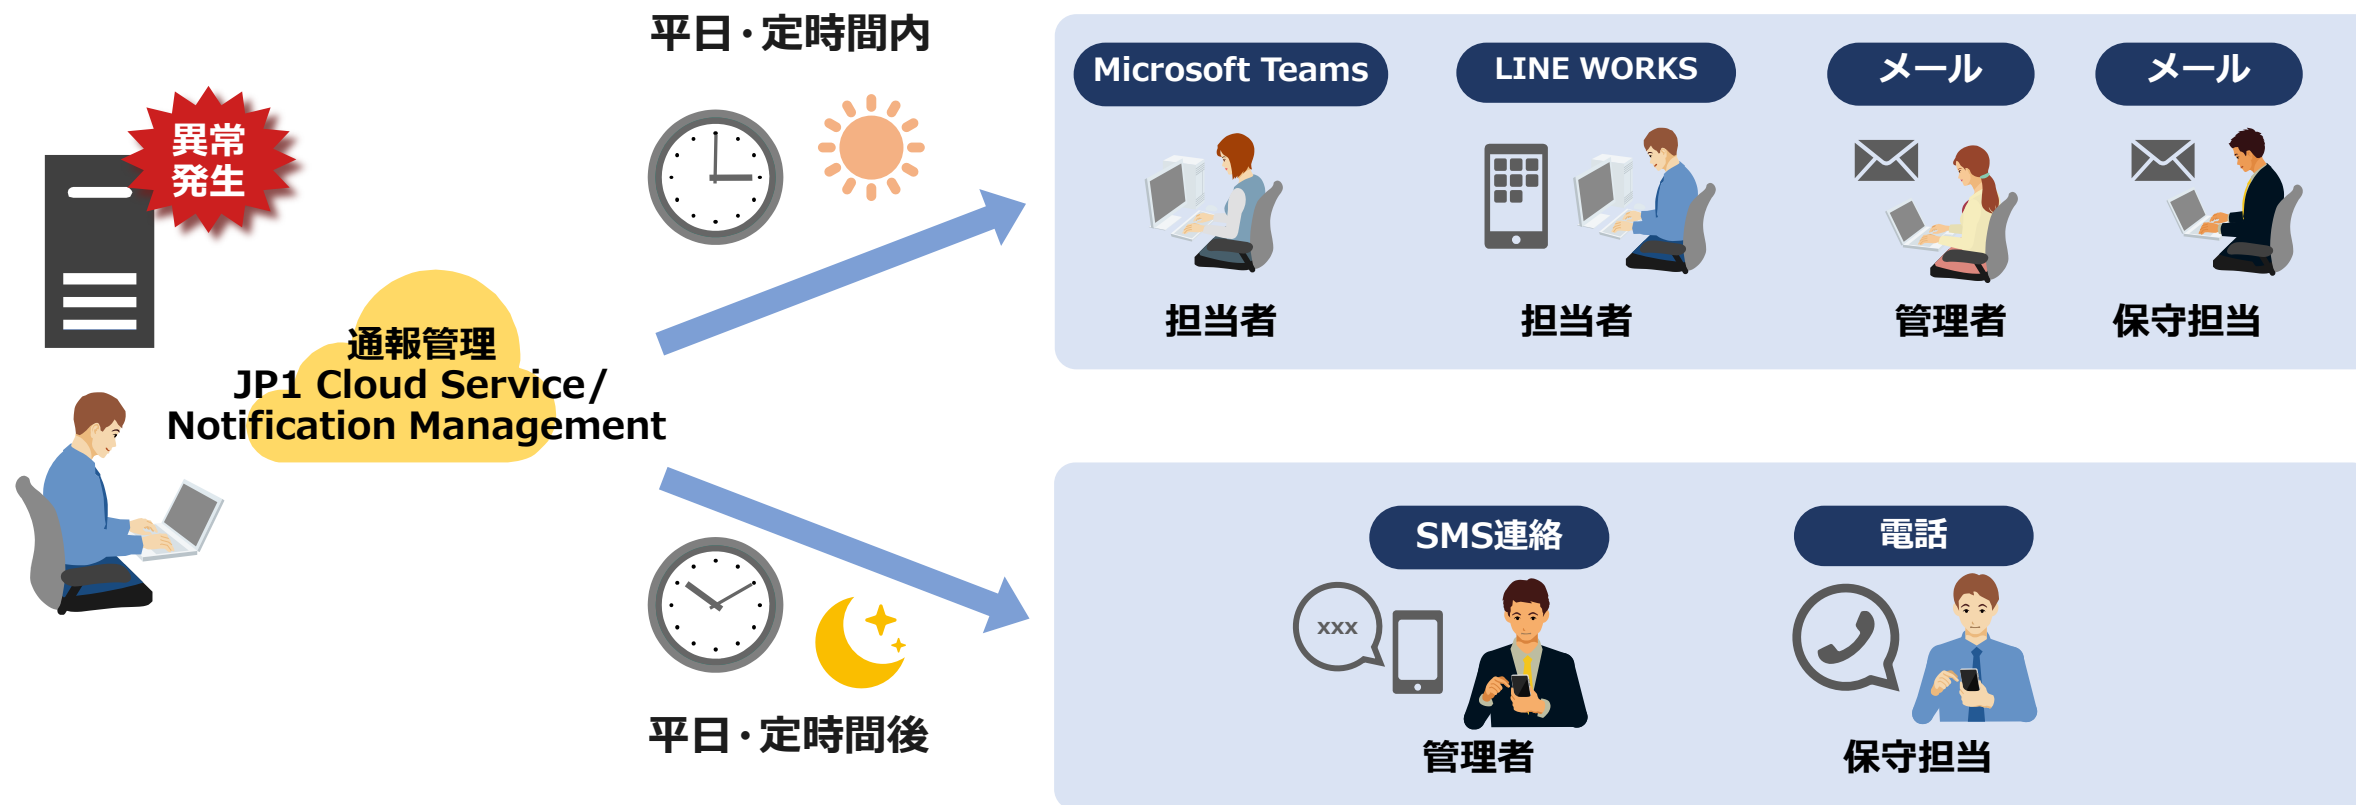 平日・定時間内
異常
発生
通報管理
JP1 Cloud Service/
Notification Management
Microsoft Teams
LINE WORKS
メール
メール
担当者
担当者
管理者
保守担当
平日・定時間後
SMS連絡
電話
xxx
管理者
保守担当